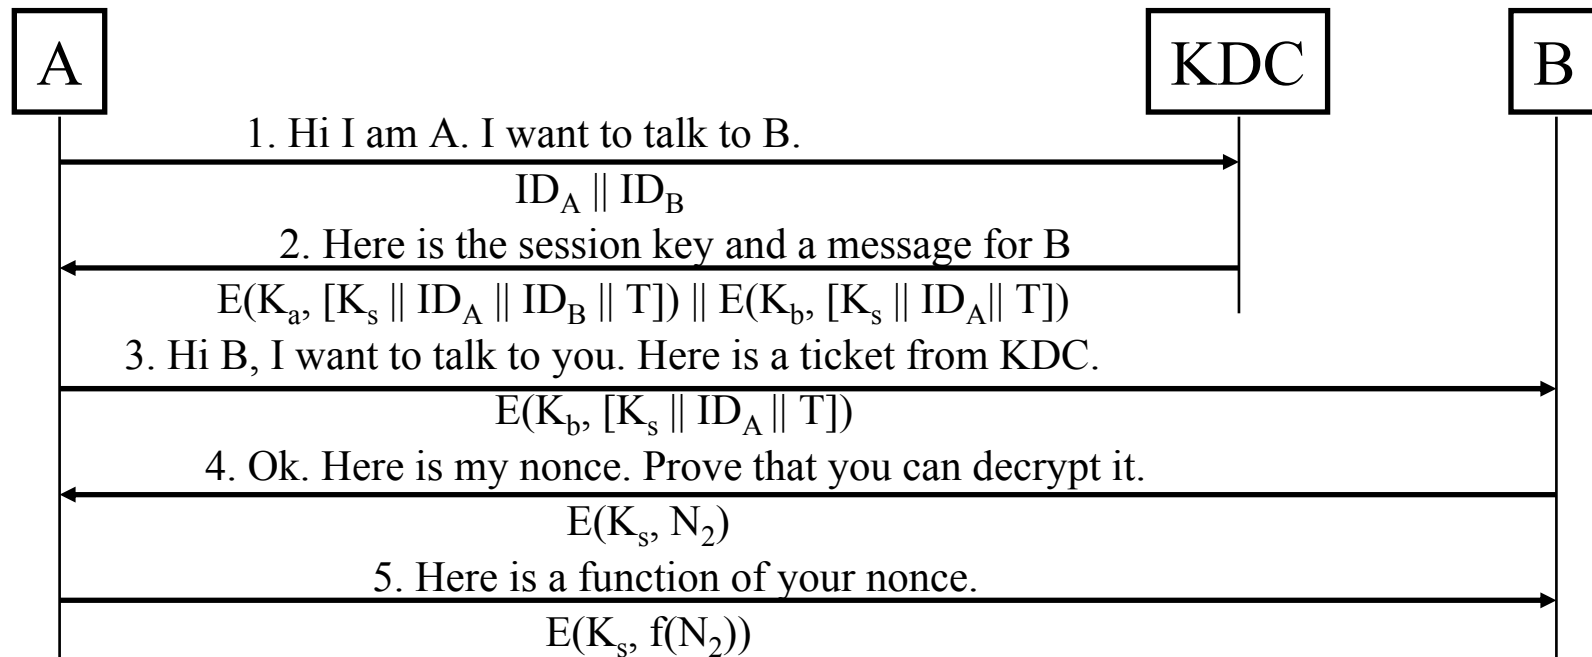 A
KDC
B
1. Hi I am A. I want to talk to B.
ID_A || ID_B
2. Here is the session key and a message for B
E(K_a, [K_s || ID_A || ID_B || T]) || E(K_b, [K_s || ID_A|| T])
3. Hi B, I want to talk to you. Here is a ticket from KDC.
E(K_b, [K_s || ID_A || T])
4. Ok. Here is my nonce. Prove that you can decrypt it.
E(K_s, N_2)
5. Here is a function of your nonce.
E(K_s, f(N_2))